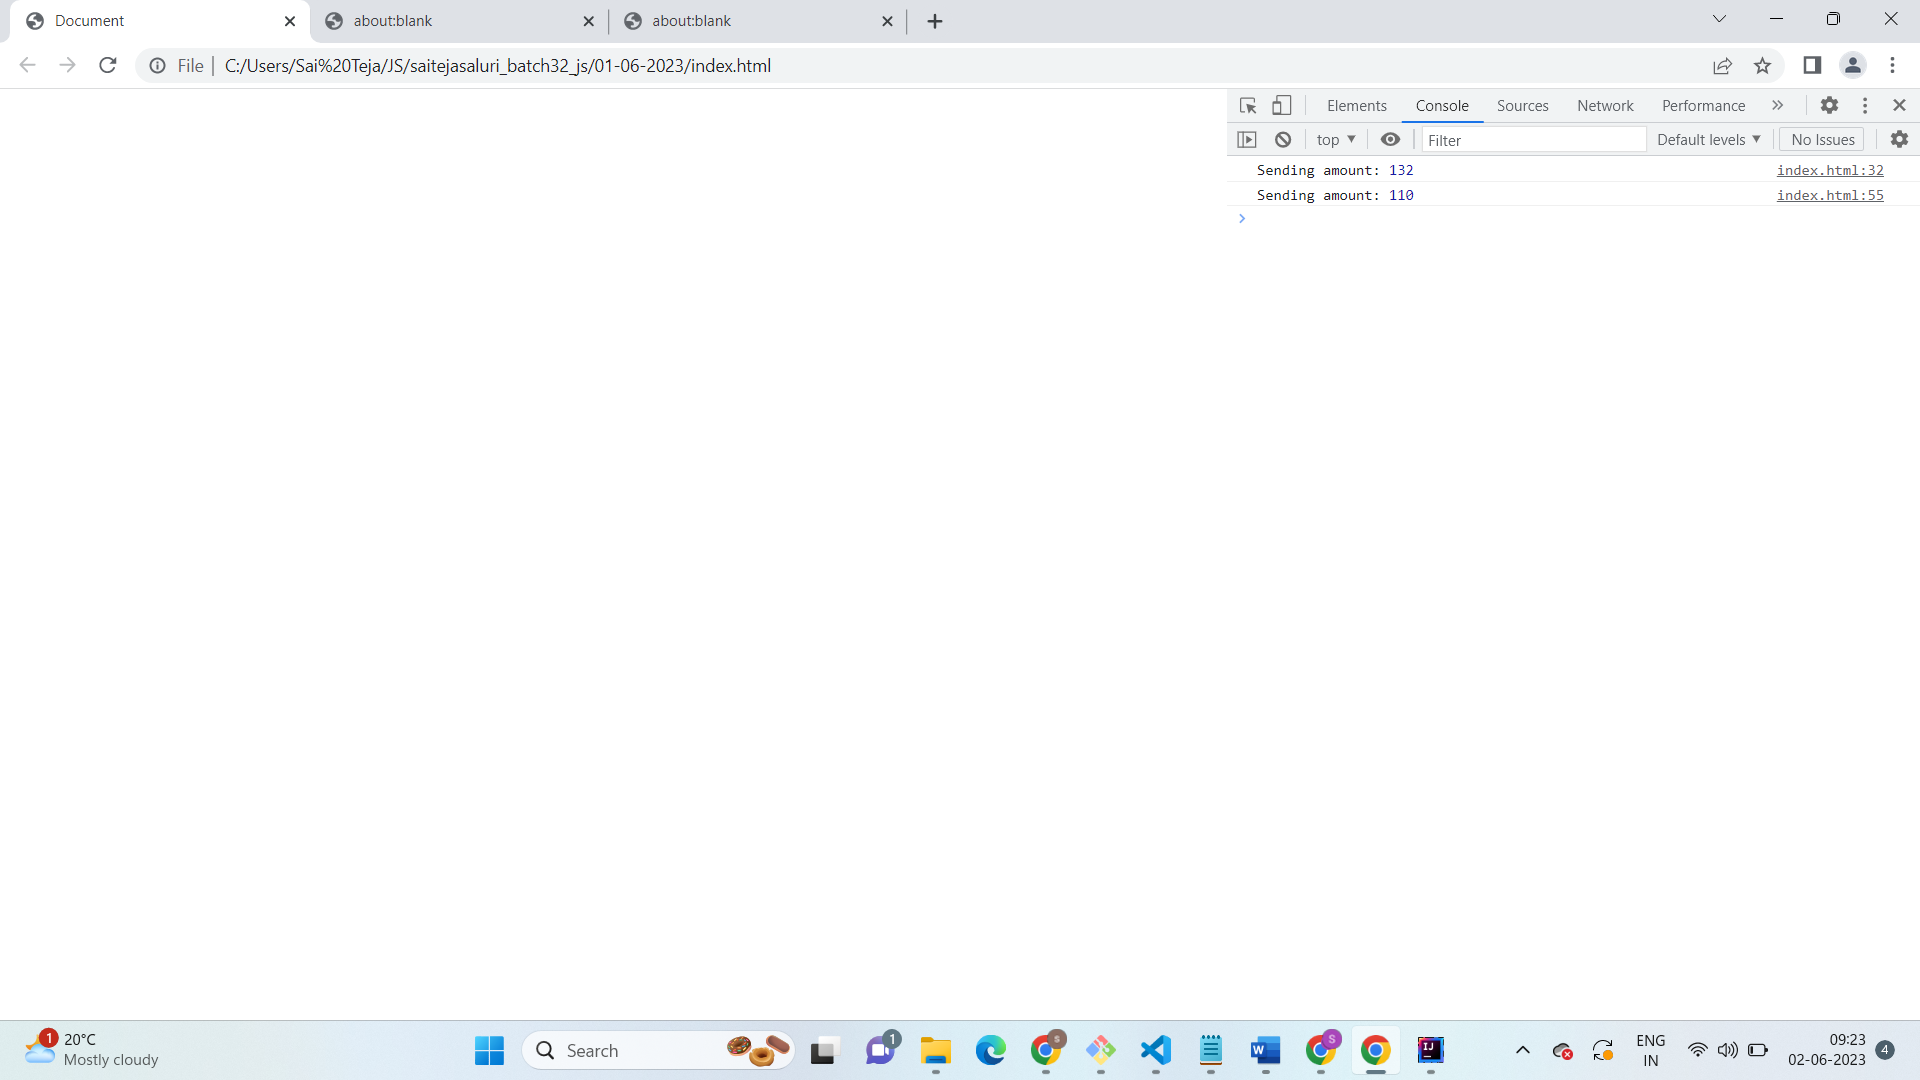 Document
about:blank
about:blank
File
C:/Users/Sai%20Teja/JS/saitejasaluri_batch32_js/01-06-2023/index.html
Elements
Console
Sources
Network
Performance
top
Filter
Default levels
No Issues
Sending amount: 132 index.html:32
Sending amount: 110 index.html:55
1
20°C
Mostly cloudy
Search
1
s
W
S
IJ
ENG
IN
09:23
02-06-2023
4